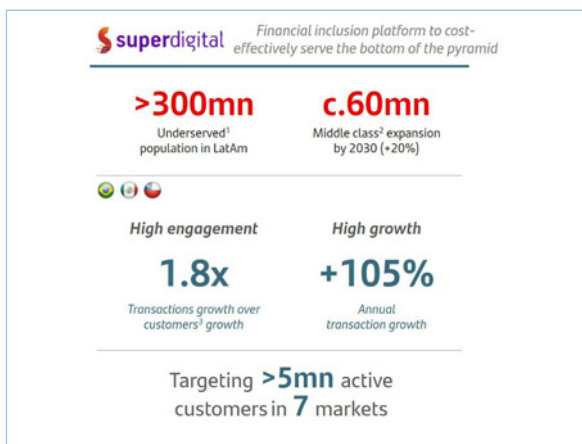 superdigital
Financial inclusion platform to cost-
effectively serve the bottom of the pyramid
>300mn
Underserved¹
population in LatAm
c.60mn
Middle class² expansion
by 2030 (+20%)
High engagement
1.8x
Transactions growth over
customers³ growth
High growth
+105%
Annual
transaction growth
Targeting >5mn active
customers in 7 markets